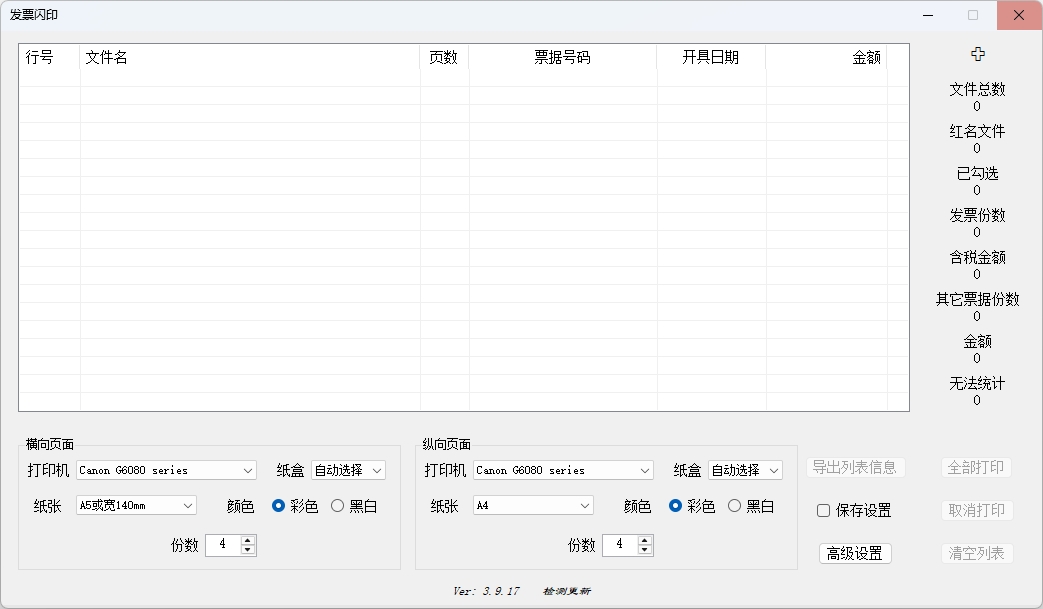 发票闪印
行号 文件名 页数 票据号码 开具日期 金额
文件总数
0
红名文件
0
已勾选
0
发票份数
0
含税金额
0
其它票据份数
0
金额
0
无法统计
0
横向页面
打印机 Canon G6080 series 纸盒 自动选择
纸张 A5或宽140mm 颜色 彩色 黑白
份数 4
纵向页面
打印机 Canon G6080 series 纸盒 自动选择
纸张 A4 颜色 彩色 黑白
份数 4
导出列表信息 全部打印
保存设置 取消打印
高级设置 清空列表
Ver: 3.9.17 检测更新